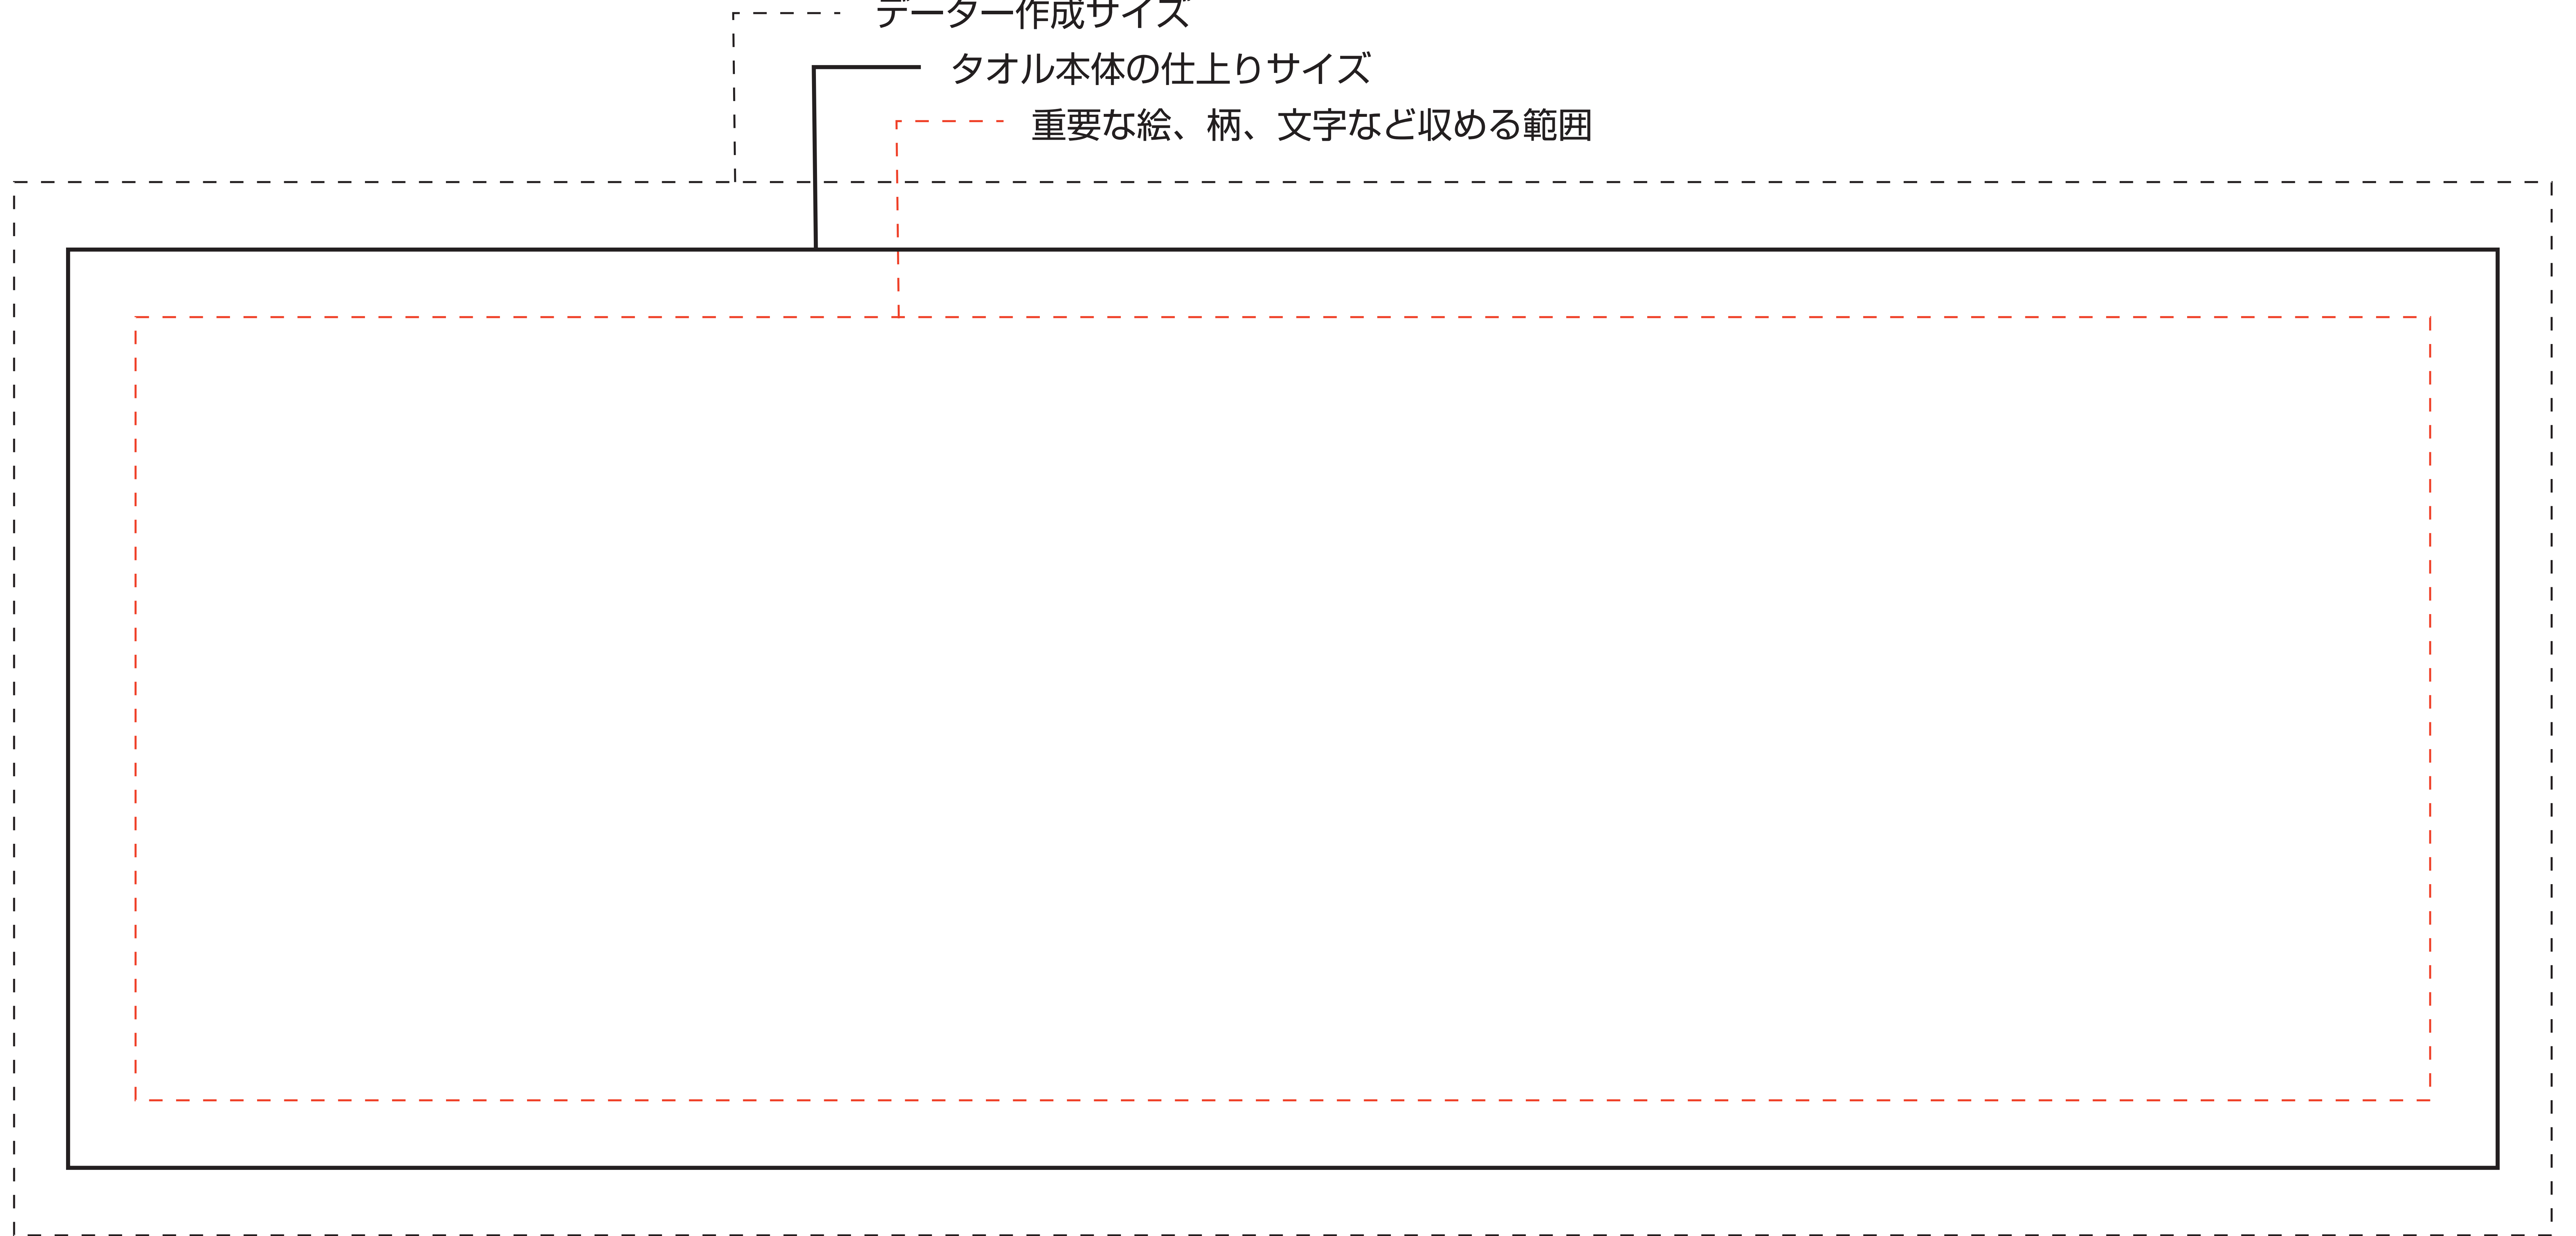 データー作成サイズ
タオル本体の仕上りサイズ
重要な絵、柄、文字など収める範囲